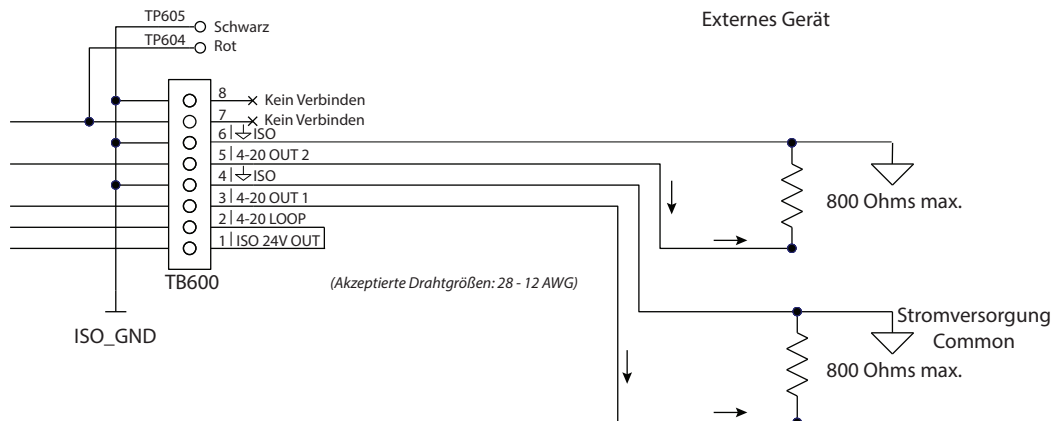 TP605
Schwarz
TP604
Rot
Externes Gerät
8
Kein Verbinden
7
Kein Verbinden
6 ISO
5 4-20 OUT 2
4 ISO
3 4-20 OUT 1
2 4-20 LOOP
1 ISO 24V OUT
TB600
(Akzeptierte Drahtgrößen: 28 - 12 AWG)
ISO_GND
800 Ohms max.
Stromversorgung
Common
800 Ohms max.